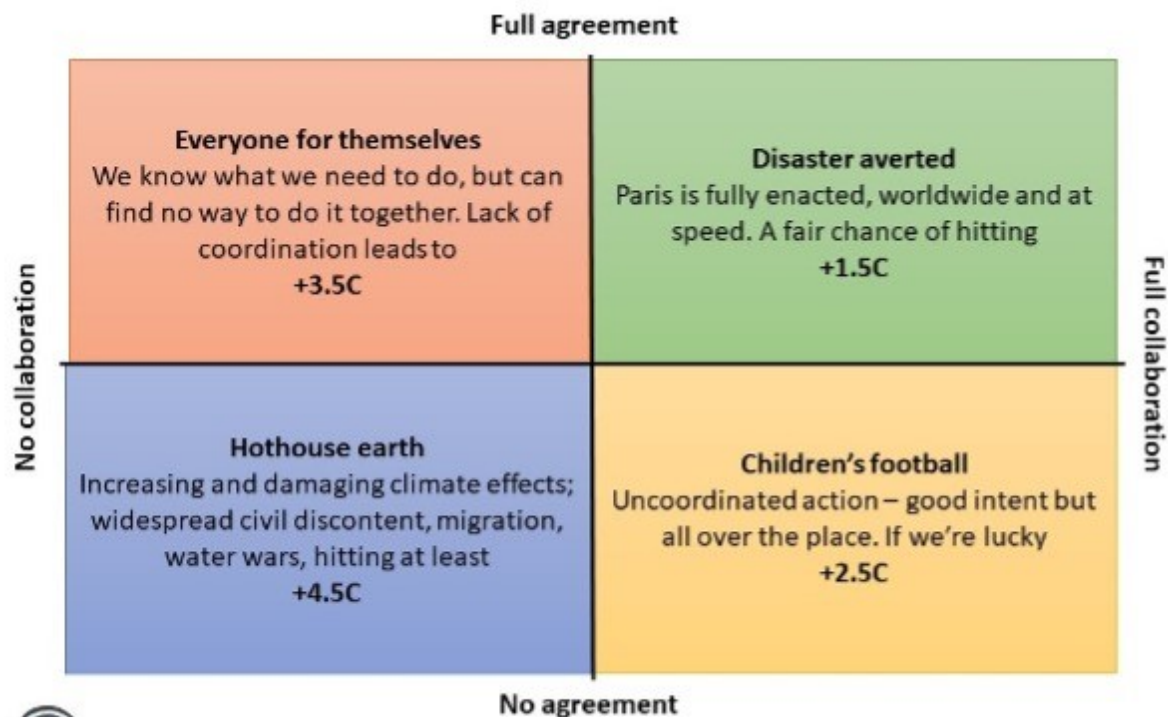 Full agreement
Everyone for themselves
We know what we need to do, but can
find no way to do it together. Lack of
coordination leads to
+3.5C
Disaster averted
Paris is fully enacted, worldwide and at
speed. A fair chance of hitting
+1.5C
No collaboration
Full collaboration
Hothouse earth
Increasing and damaging climate effects;
widespread civil discontent, migration,
water wars, hitting at least
+4.5C
Children’s football
Uncoordinated action – good intent but
all over the place. If we’re lucky
+2.5C
No agreement